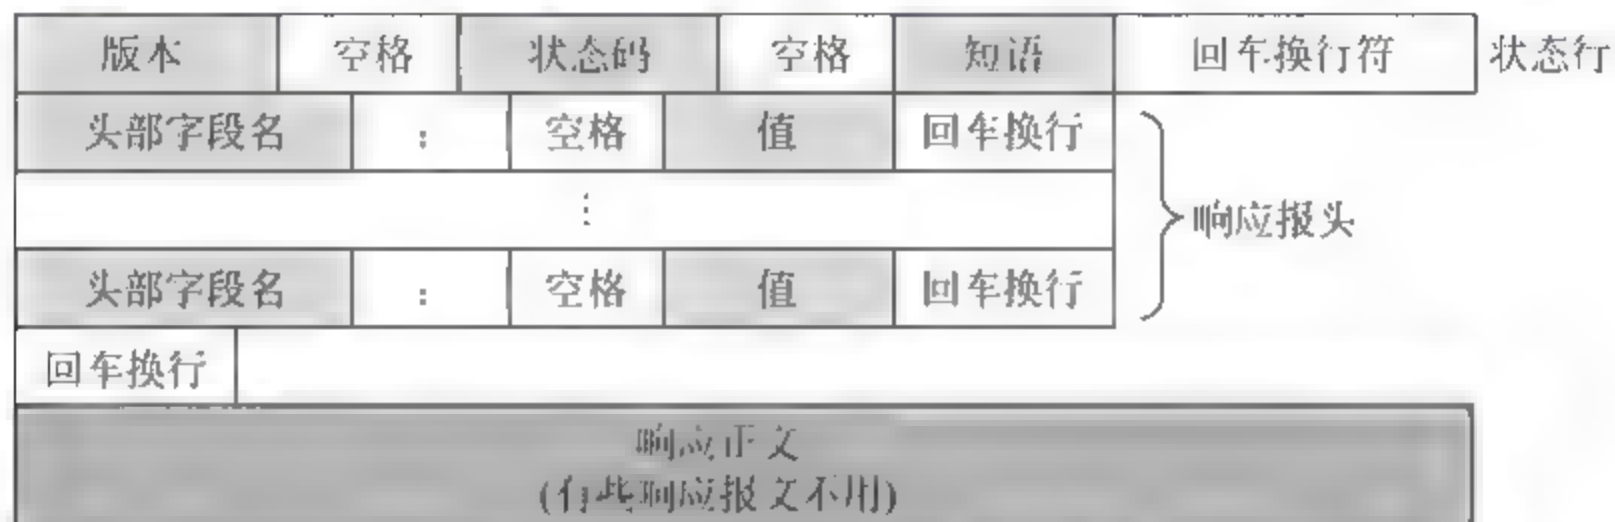 版本 空格 状态码 空格 短语 回车换行符 状态行
头部字段名 : 空格 值 回车换行
⋮
响应报头
头部字段名 : 空格 值 回车换行
回车换行
响应正文
(有些响应报文不用)